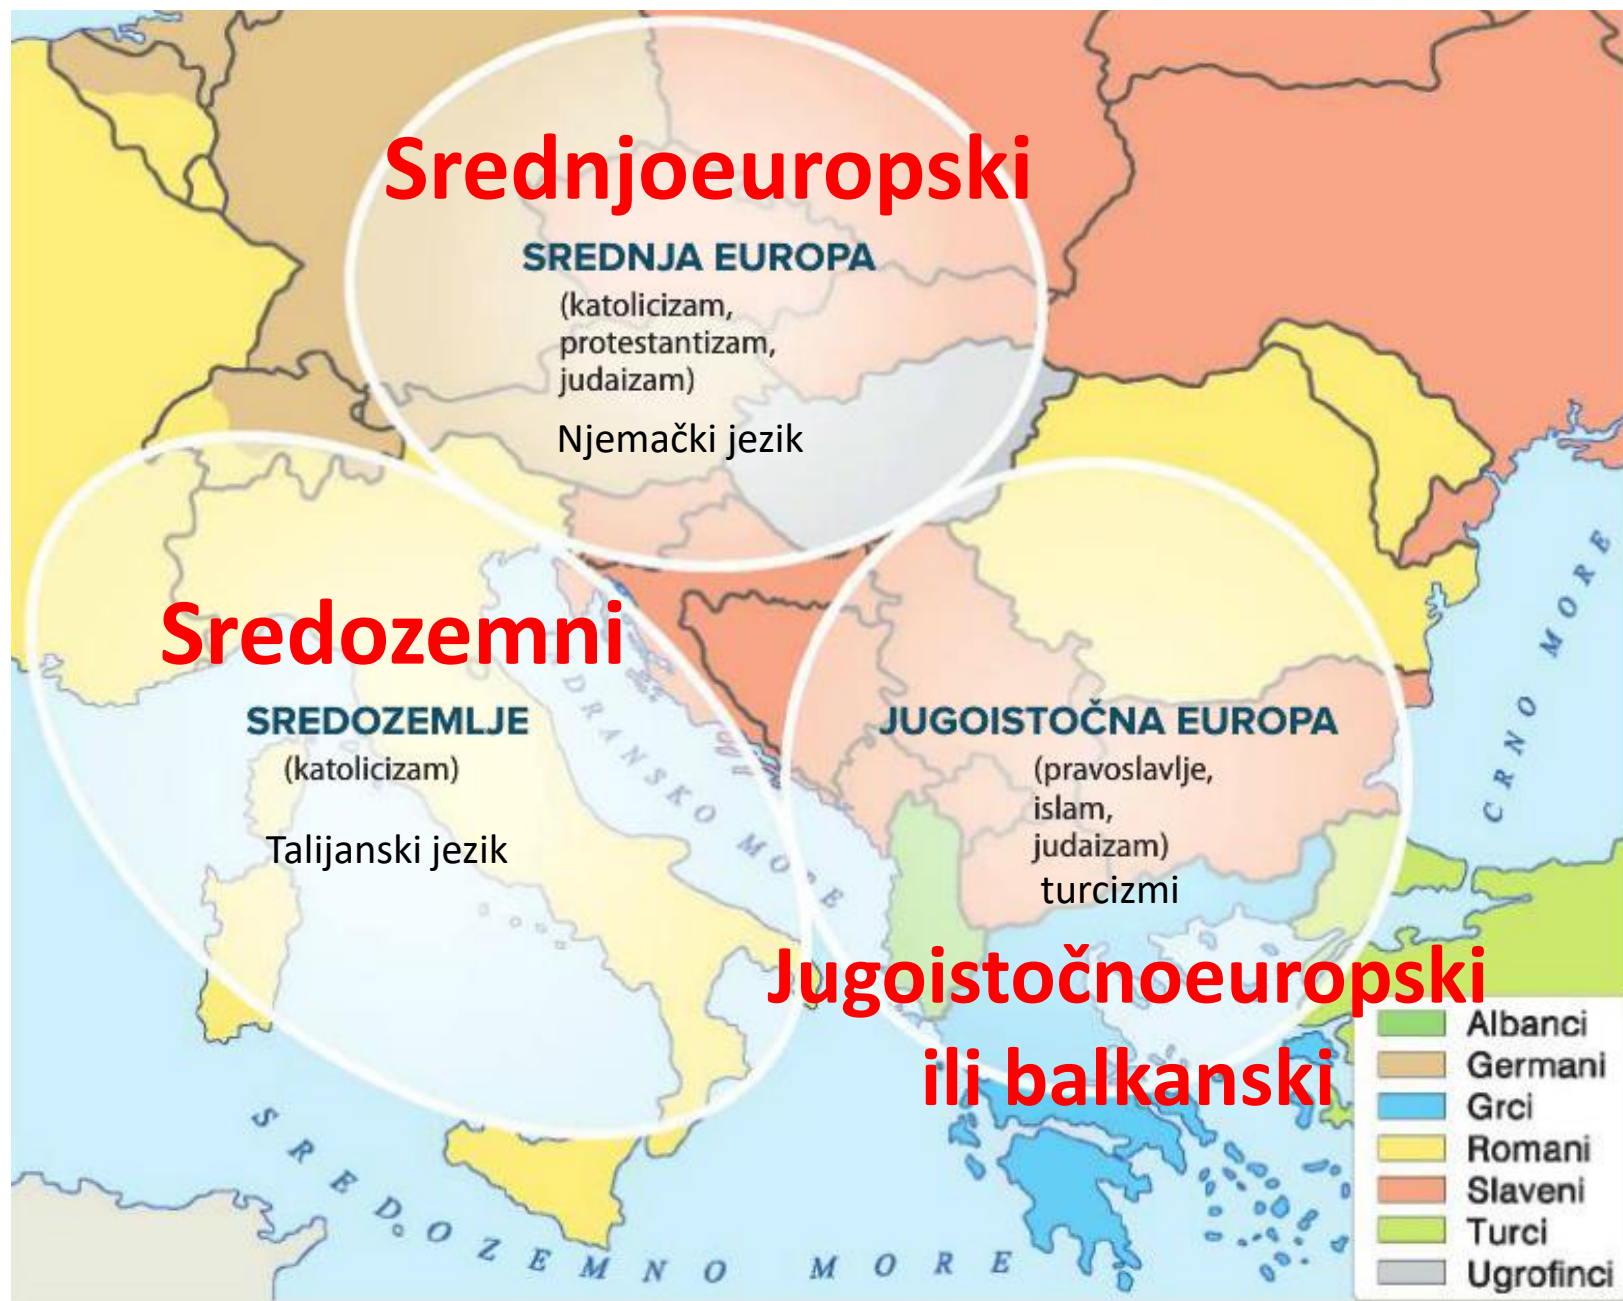 Srednjoeuropski
SREDNJA EUROPA
(katolicizam,
protestantizam,
judaizam)
Njemački jezik
Sredozemni
SREDOZEMLJE
(katolicizam)
Talijanski jezik
JADRANSKO MORE
JUGOISTOČNA EUROPA
(pravoslavlje,
islam,
judaizam)
turcizmi
Jugoistočnoeuropski
ili balkanski
CRNO MORE
SREDOZEMNO MORE
Albanci
Germani
Grci
Romani
Slaveni
Turci
Ugrofinci